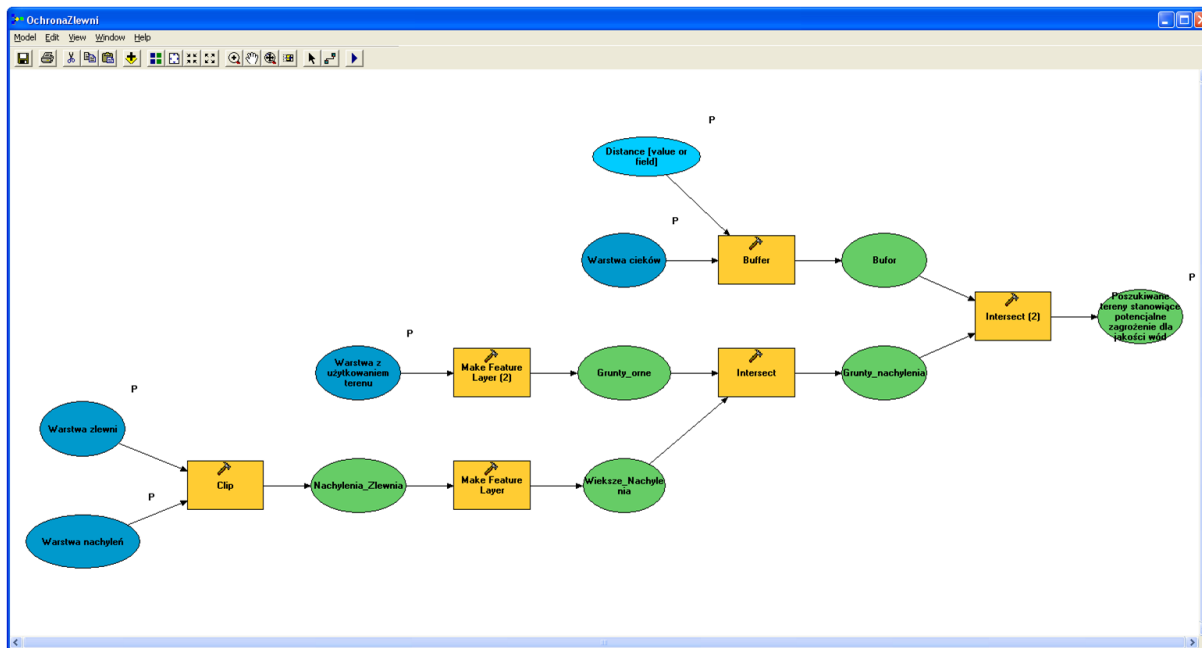 OchronaZlewni
Model Edit View Window Help
P
Distance [value or
field]
P
Warstwa cieków
Buffer
Bufor
P
Intersect (2)
Poszukiwane
tereny stanowiące
potencjalne
zagrożenie dla
jakości wód
P
Warstwa z
użytkowaniem
terenu
Make Feature
Layer (2)
Grunty_orne
Intersect
Grunty_nachylenia
P
Warstwa zlewni
Clip
Nachylenia_Zlewnia
Make Feature
Layer
Wieksze_Nachyle
nia
P
Warstwa nachyleń